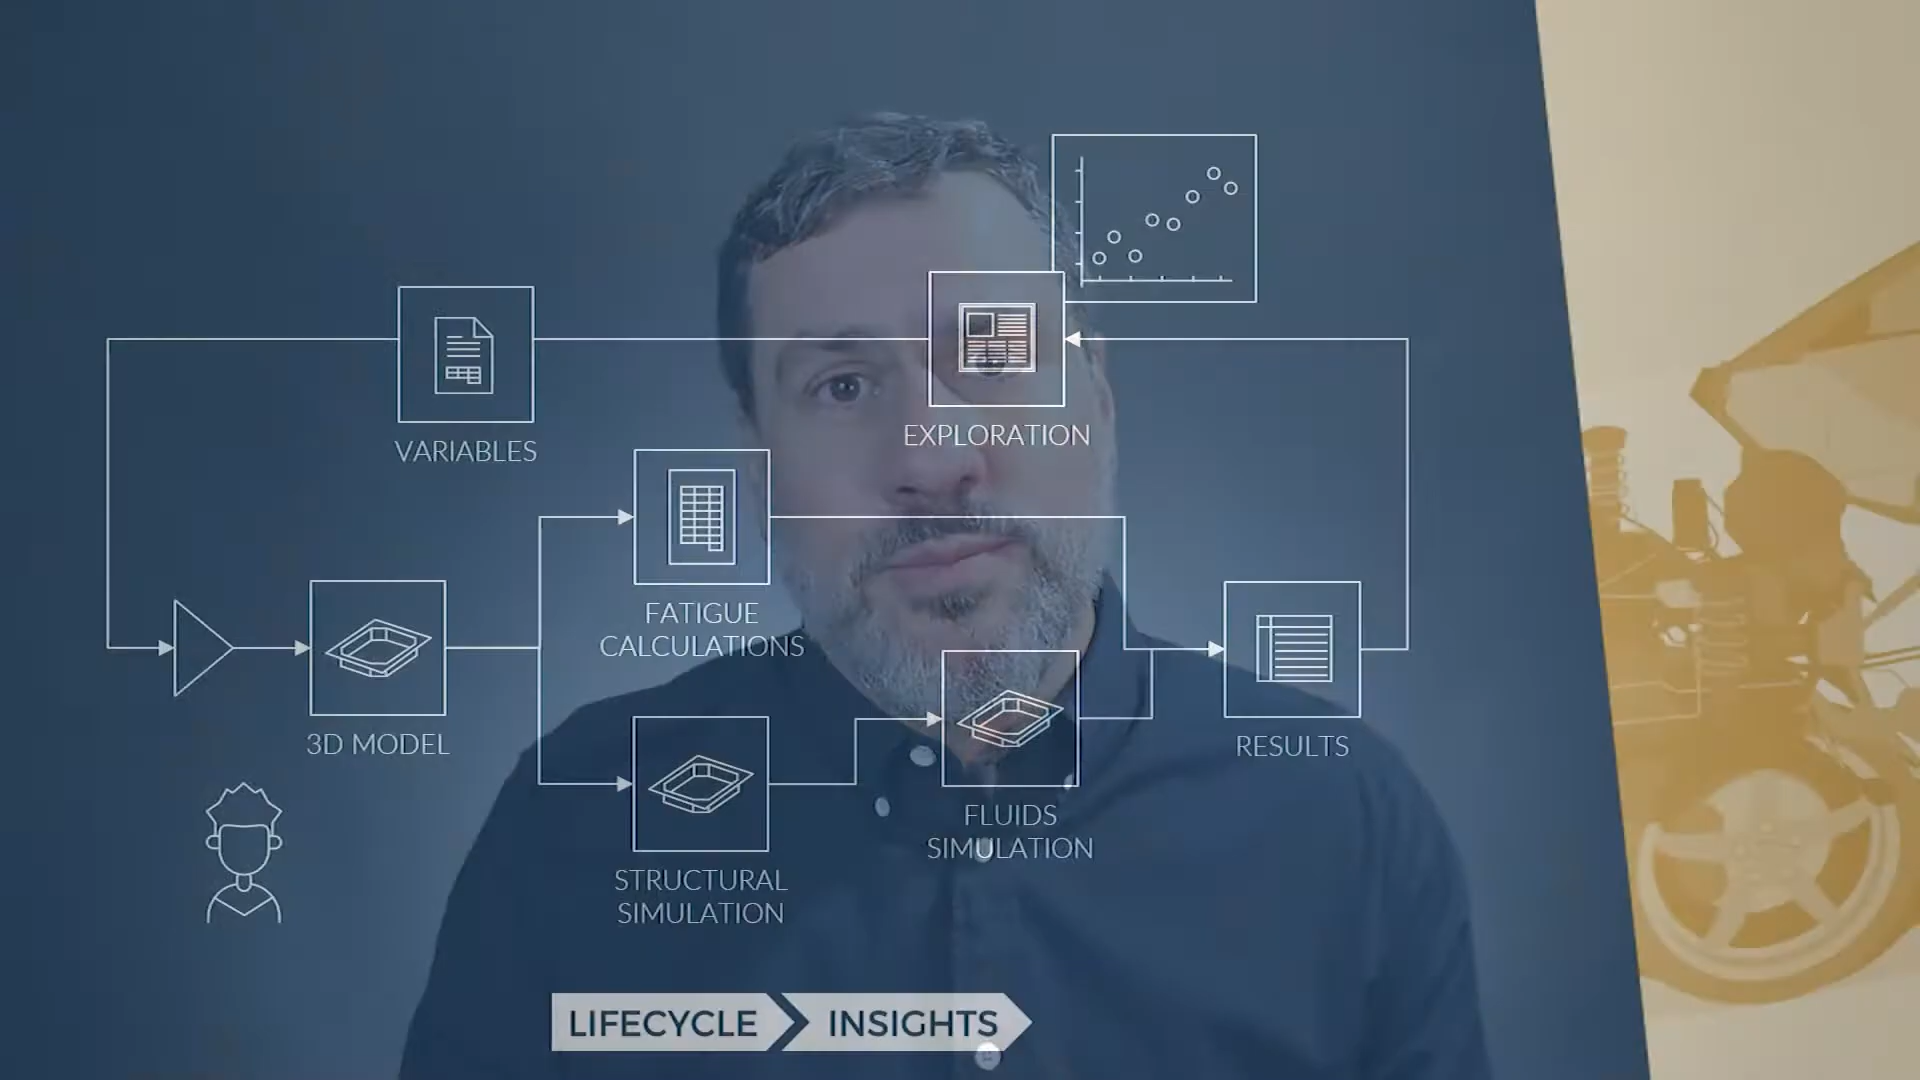 VARIABLES
EXPLORATION
FATIGUE
CALCULATIONS
3D MODEL
RESULTS
FLUIDS
SIMULATION
STRUCTURAL
SIMULATION
LIFECYCLE INSIGHTS